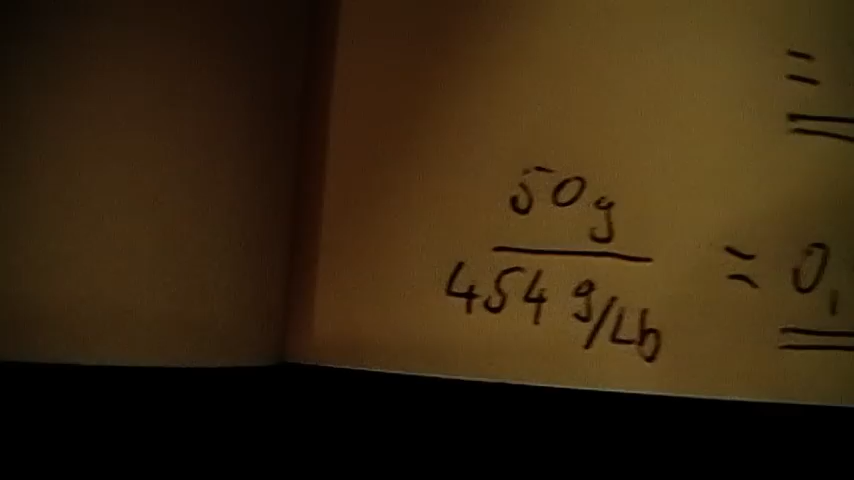 =
50g
454 g/Lb = 0,